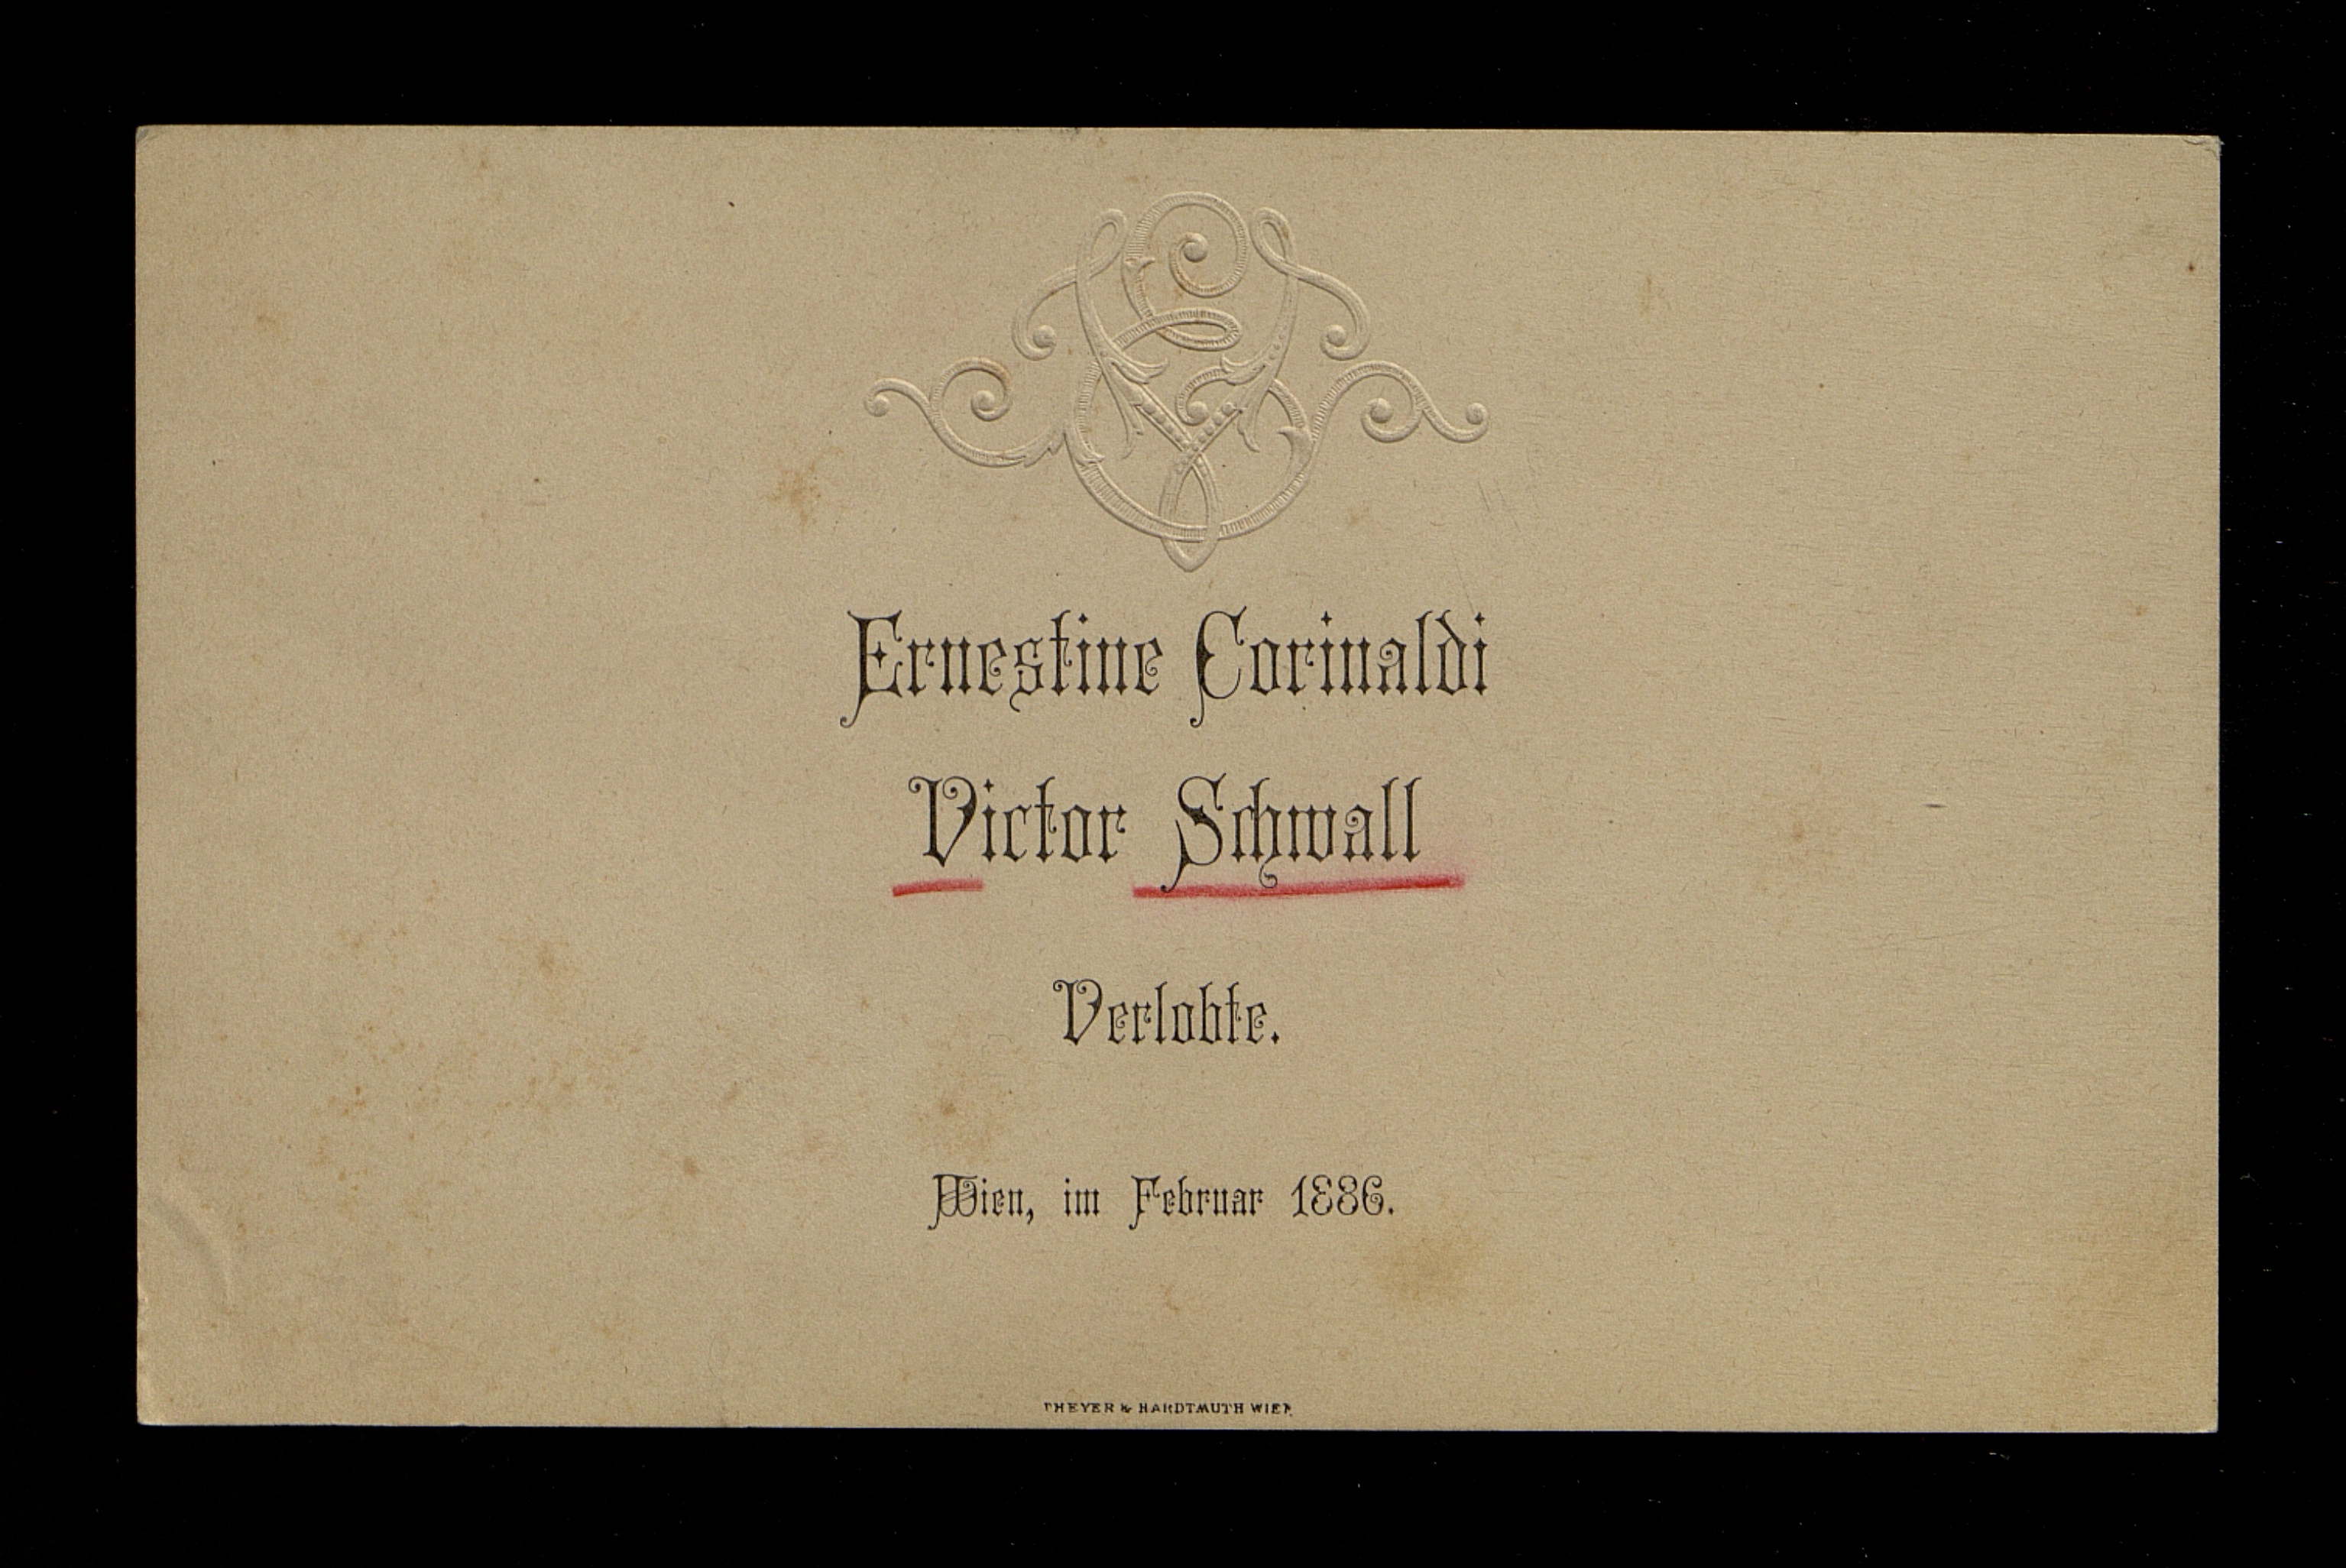 Ernestine Corinaldi
Victor Schwall
Verlobte.
Wien, im Februar 1886.
THEYER & HARDTMUTH WIEN